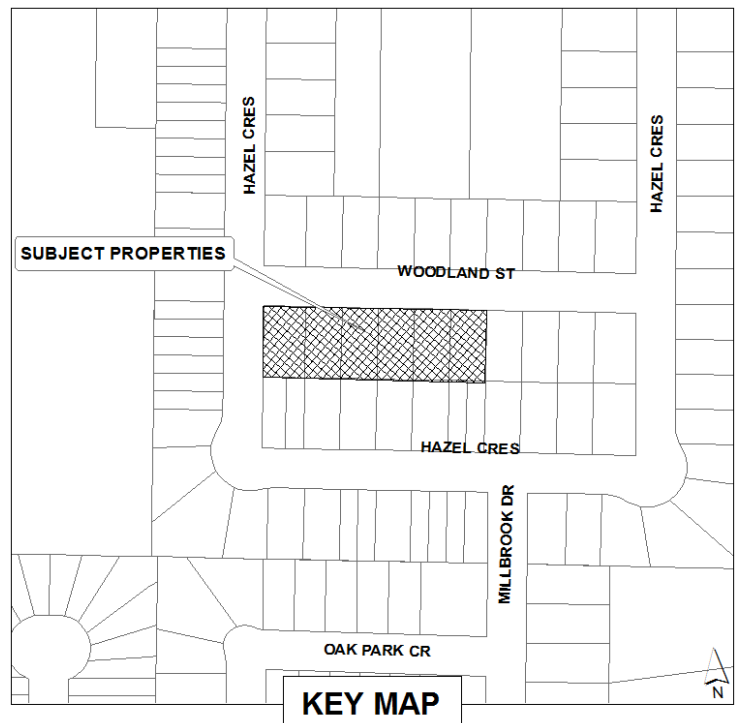 HAZEL CRES
HAZEL CRES
SUBJECT PROPERTIES
WOODLAND ST
HAZEL CRES
MILLBROOK DR
OAK PARK CR
N
KEY MAP